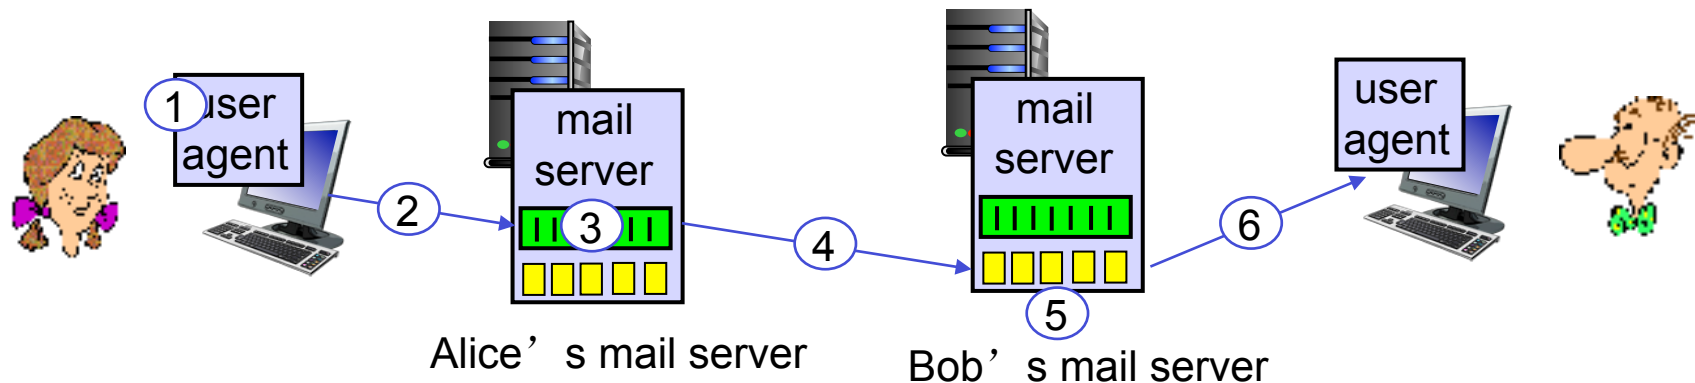 1 user
agent
2
mail
server
3
Alice’s mail server
4
mail
server
5
Bob’s mail server
6
user
agent